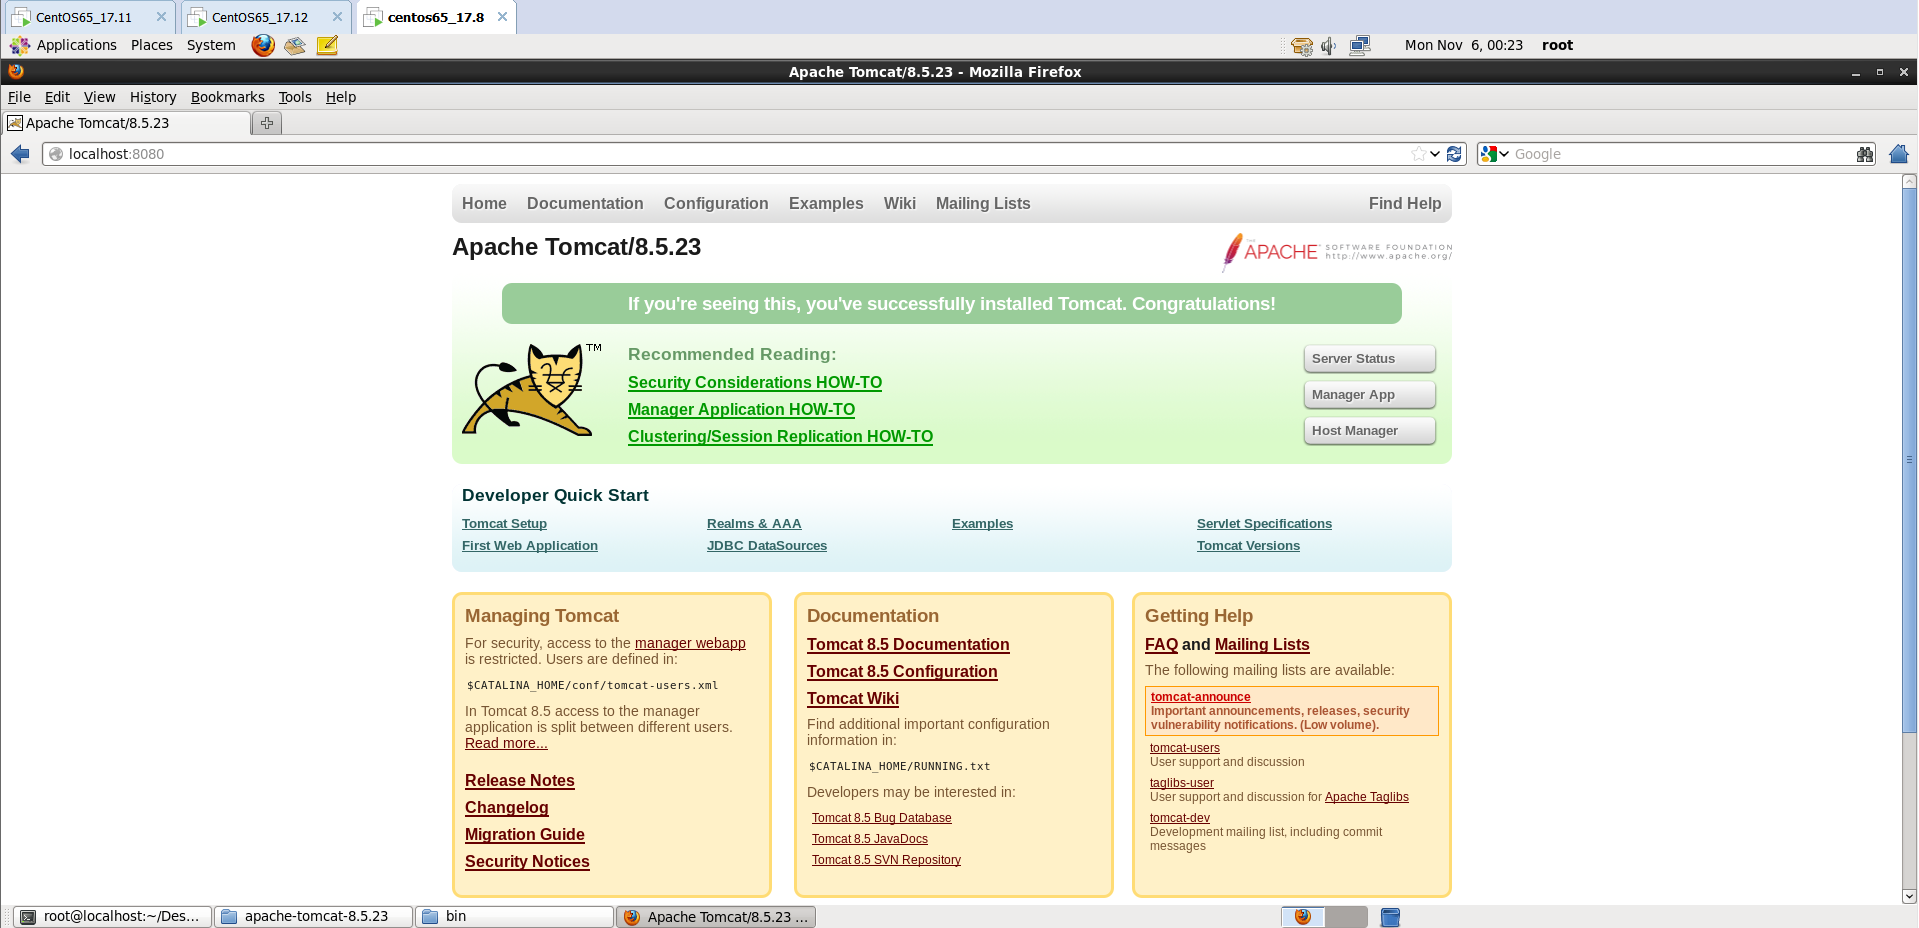 CentOS65_17.11
CentOS65_17.12
centos65_17.8
Applications Places System
Mon Nov 6, 00:23 root
Apache Tomcat/8.5.23 - Mozilla Firefox
File Edit View History Bookmarks Tools Help
Apache Tomcat/8.5.23
localhost:8080
Google
Home Documentation Configuration Examples Wiki Mailing Lists Find Help
Apache Tomcat/8.5.23
THE APACHE SOFTWARE FOUNDATION
http://www.apache.org/
If you're seeing this, you've successfully installed Tomcat. Congratulations!
TM
Recommended Reading:
Security Considerations HOW-TO
Manager Application HOW-TO
Clustering/Session Replication HOW-TO
Server Status
Manager App
Host Manager
Developer Quick Start
Tomcat Setup
First Web Application
Realms & AAA
JDBC DataSources
Examples
Servlet Specifications
Tomcat Versions
Managing Tomcat
For security, access to the manager webapp
is restricted. Users are defined in:
$CATALINA_HOME/conf/tomcat-users.xml
In Tomcat 8.5 access to the manager
application is split between different users.
Read more...
Release Notes
Changelog
Migration Guide
Security Notices
Documentation
Tomcat 8.5 Documentation
Tomcat 8.5 Configuration
Tomcat Wiki
Find additional important configuration
information in:
$CATALINA_HOME/RUNNING.txt
Developers may be interested in:
Tomcat 8.5 Bug Database
Tomcat 8.5 JavaDocs
Tomcat 8.5 SVN Repository
Getting Help
FAQ and Mailing Lists
The following mailing lists are available:
tomcat-announce
Important announcements, releases, security
vulnerability notifications. (Low volume).
tomcat-users
User support and discussion
taglibs-user
User support and discussion for Apache Taglibs
tomcat-dev
Development mailing list, including commit
messages
root@localhost:~/Des...
apache-tomcat-8.5.23
bin
Apache Tomcat/8.5.23 ...